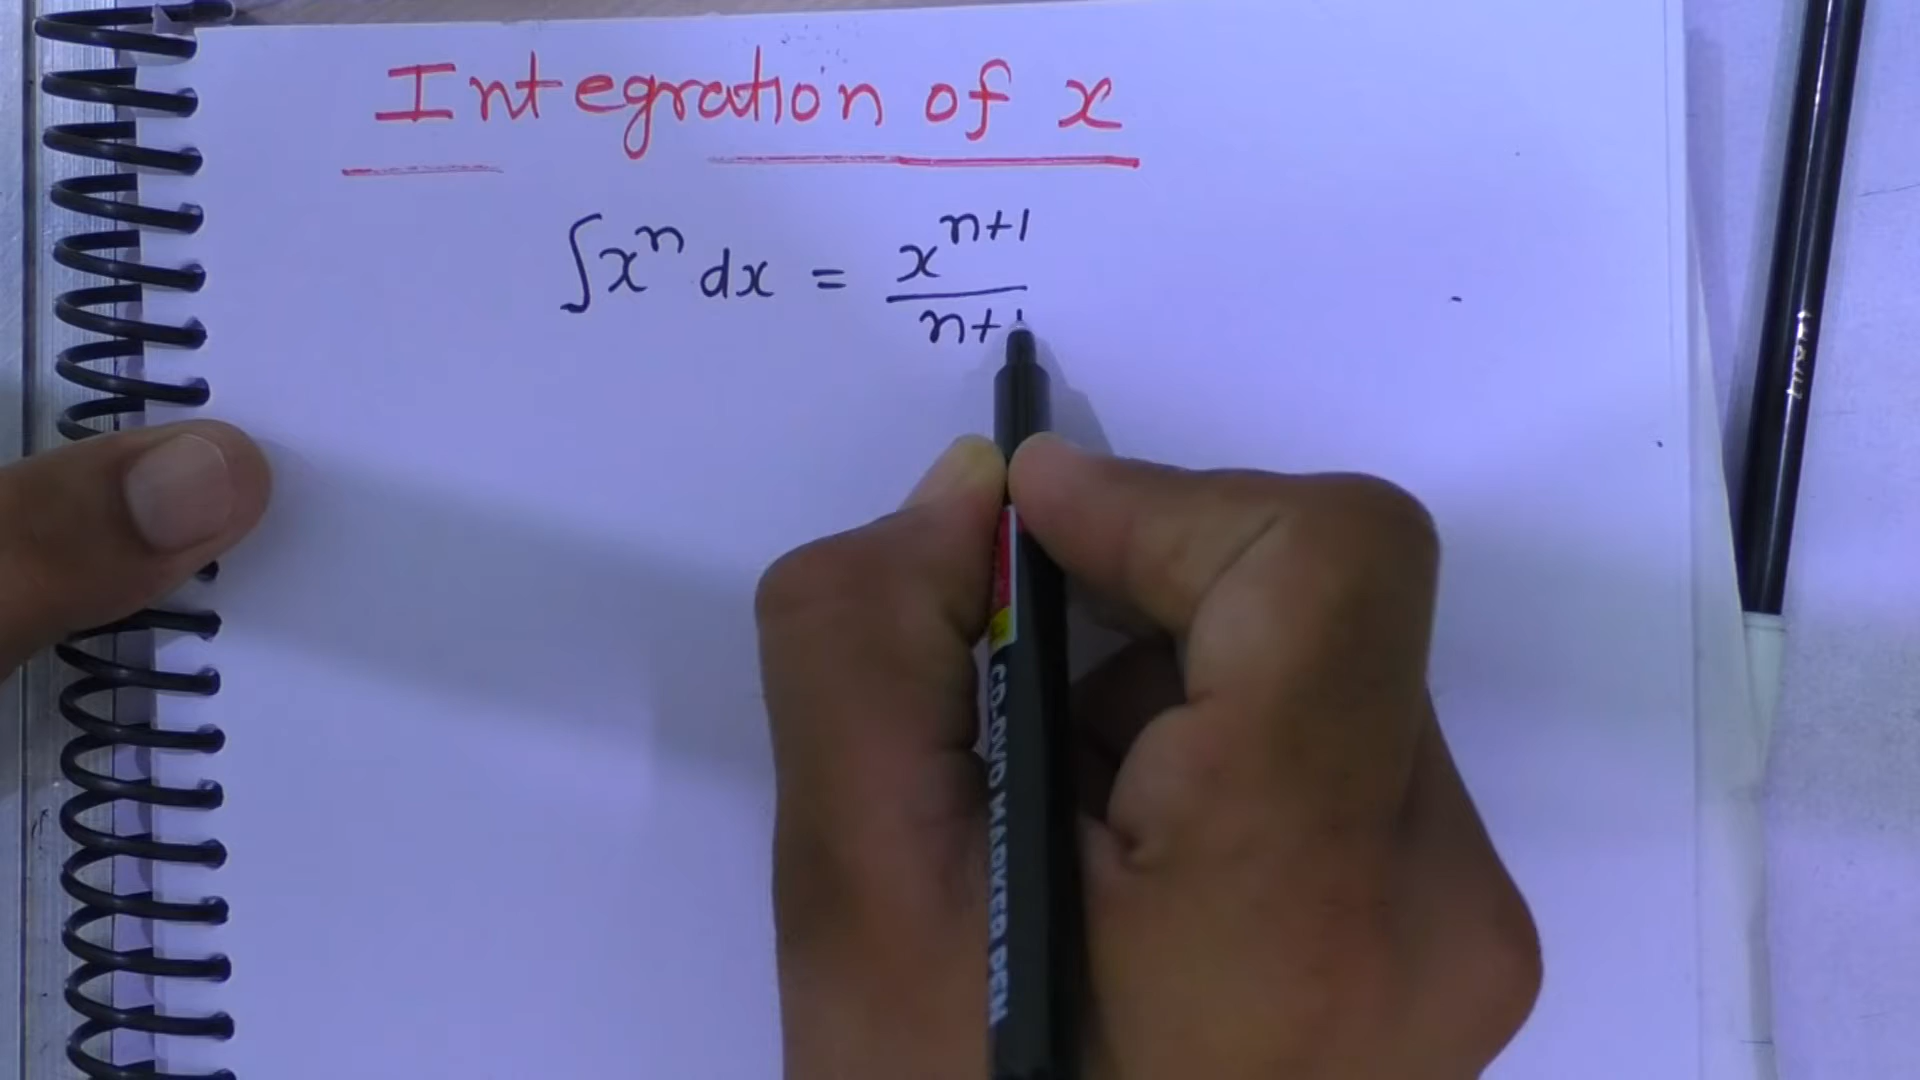 Integration of x
∫xⁿ dx = xⁿ⁺¹/n+1
CD-DVD MARKER PEN